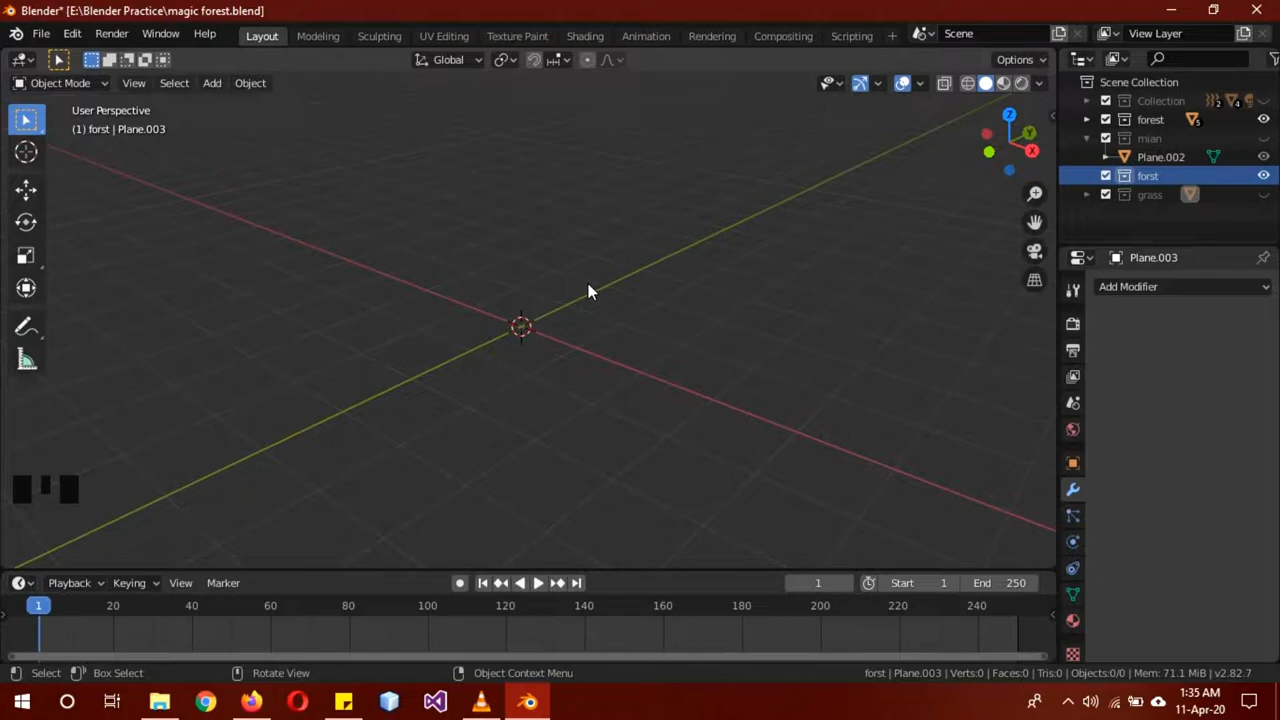 Blender* [E:\Blender Practice\magic forest.blend]
File Edit Render Window Help Layout Modeling Sculpting UV Editing Texture Paint Shading Animation Rendering Compositing Scripting + Scene View Layer
Global Options
Object Mode View Select Add Object
User Perspective
(1) forst | Plane.003
Z
Y
X
Scene Collection
Collection 2 4
forest 5
mian
Plane.002
forst
grass
Plane.003
Add Modifier
Playback Keying View Marker 1 Start 1 End 250
1 20 40 60 80 100 120 140 160 180 200 220 240
Select Box Select Rotate View Object Context Menu forst | Plane.003 | Verts:0 | Faces:0 | Tris:0 | Objects:0/0 | Mem: 71.1 MiB | v2.82.7
1:35 AM
11-Apr-20